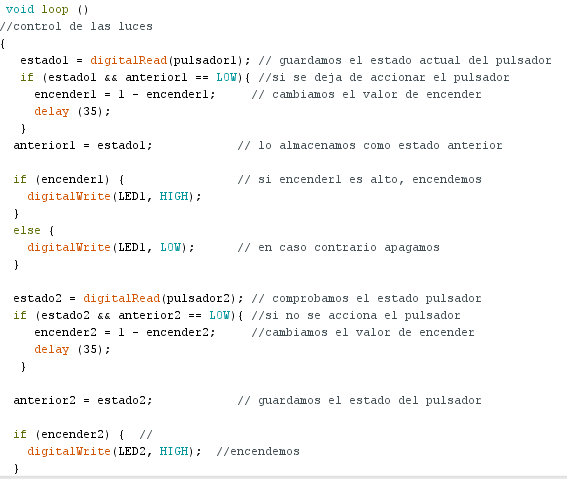 void loop ()
//control de las luces
{
estado1 = digitalRead(pulsador1); // guardamos el estado actual del pulsador
if (estado1 && anterior1 == LOW){ //si se deja de accionar el pulsador
encender1 = 1 - encender1; // cambiamos el valor de encender
delay (35);
}
anterior1 = estado1; // lo almacenamos como estado anterior
if (encender1) { // si encender1 es alto, encendemos
digitalWrite(LED1, HIGH);
}
else {
digitalWrite(LED1, LOW); // en caso contrario apagamos
}
estado2 = digitalRead(pulsador2); // comprobamos el estado pulsador
if (estado2 && anterior2 == LOW){ //si no se acciona el pulsador
encender2 = 1 - encender2; //cambiamos el valor de encender
delay (35);
}
anterior2 = estado2; // guardamos el estado del pulsador
if (encender2) { //
digitalWrite(LED2, HIGH); //encendemos
}